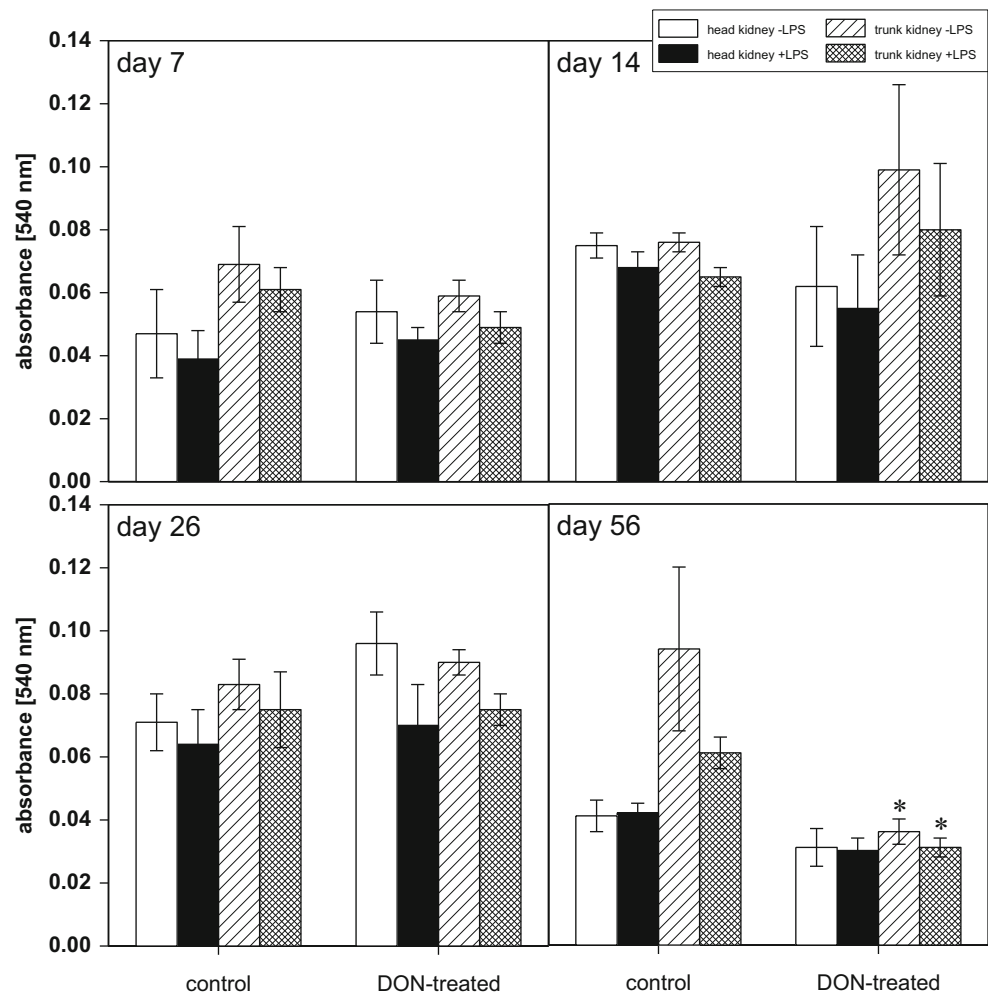 head kidney -LPS
trunk kidney -LPS
head kidney +LPS
trunk kidney +LPS
day 7
day 14
0.14
0.12
0.10
0.08
0.06
0.04
0.02
0.00
absorbance [540 nm]
day 26
day 56
0.14
0.12
0.10
0.08
0.06
0.04
0.02
0.00
absorbance [540 nm]
*
*
control
DON-treated
control
DON-treated